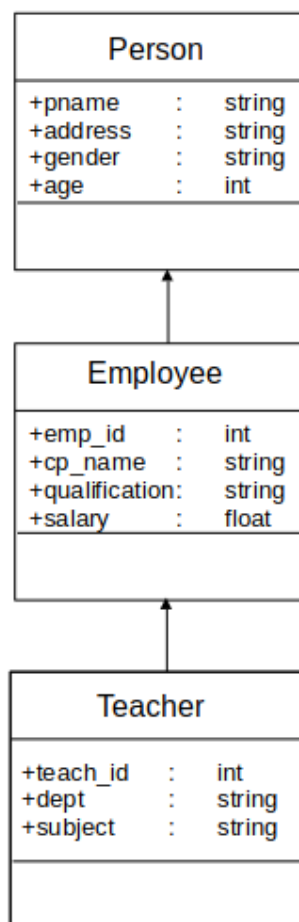 Person
+pname : string
+address : string
+gender : string
+age : int
Employee
+emp_id : int
+cp_name : string
+qualification: string
+salary : float
Teacher
+teach_id : int
+dept : string
+subject : string